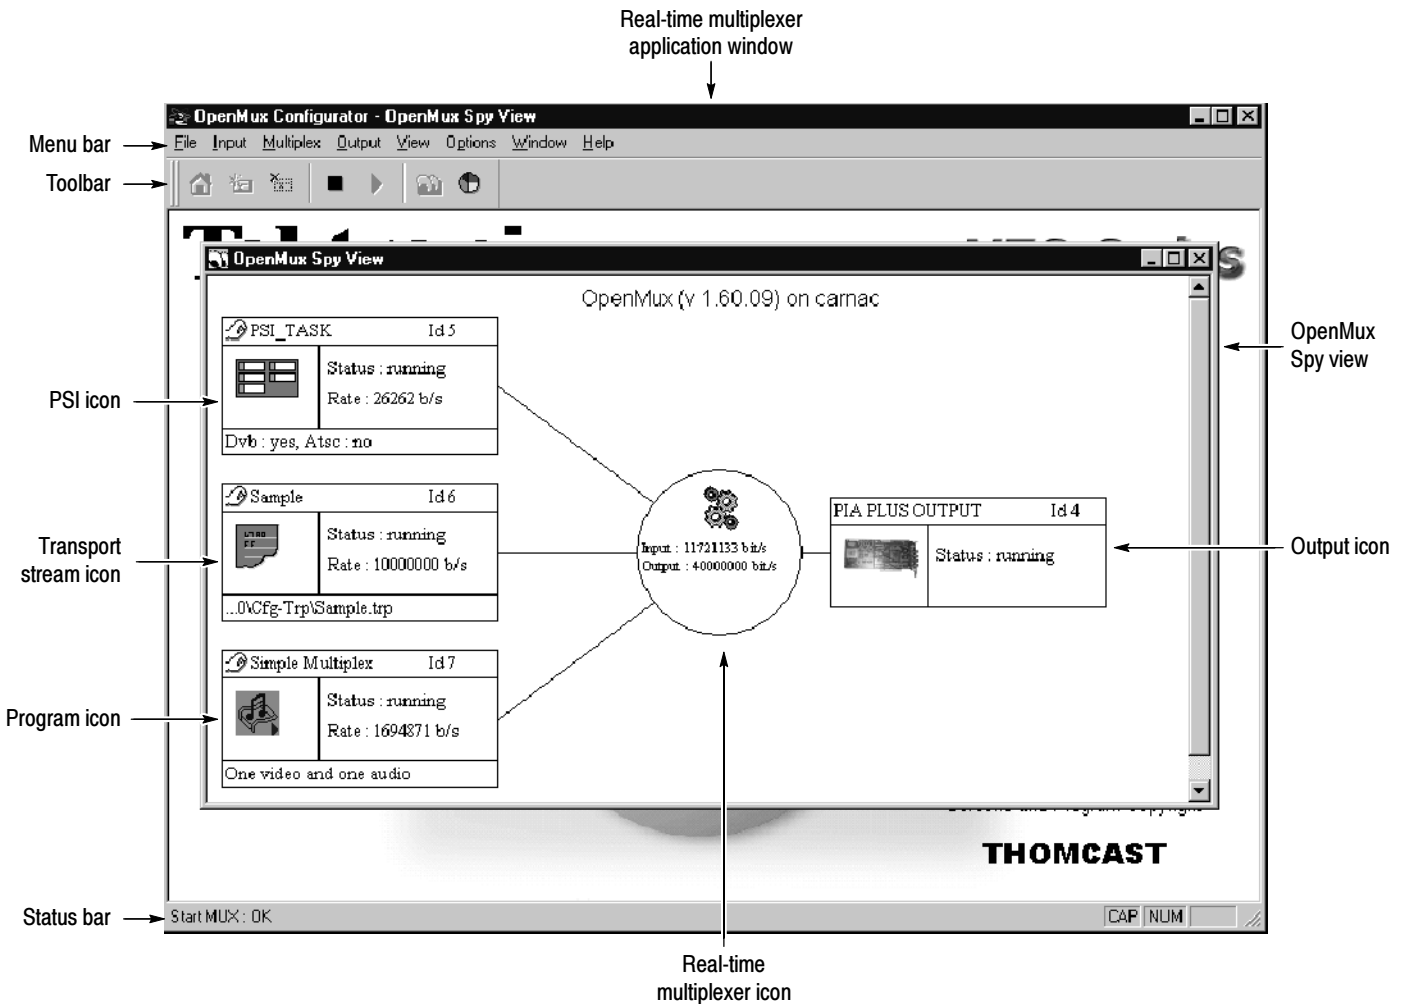 Real-time multiplexer
application window
OpenMux Configurator - OpenMux Spy View
Menu bar
File Input Multiplex Output View Options Window Help
Toolbar
OpenMux Spy View
OpenMux (v 1.60.09) on carnac
PSI_TASK Id 5
Status : running
Rate : 26262 b/s
Dvb : yes, Atsc : no
PSI icon
OpenMux
Spy view
Sample Id 6
Status : running
Rate : 10000000 b/s
...0\Cfg-Trp\Sample.trp
Transport
stream icon
Input : 11721133 bit/s
Output : 40000000 bit/s
PIA PLUS OUTPUT Id 4
Status : running
Output icon
Simple Multiplex Id 7
Status : running
Rate : 1694871 b/s
One video and one audio
Program icon
THOMCAST
Status bar
Start MUX : OK
CAP NUM
Real-time
multiplexer icon